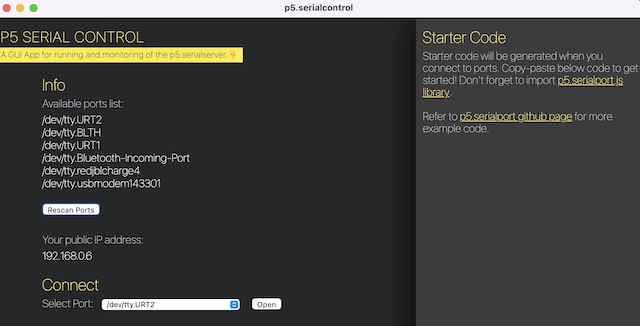 p5.serialcontrol
P5 SERIAL CONTROL
A GUI App for running and monitoring of the p5.serialserver. 👇
Info
Available ports list:
/dev/tty.URT2
/dev/tty.BLTH
/dev/tty.URT1
/dev/tty.Bluetooth-Incoming-Port
/dev/tty.redjblcharge4
/dev/tty.usbmodem143301
Rescan Ports
Your public IP address:
192.168.0.6
Connect
Select Port: /dev/tty.URT2 Open
Starter Code
Starter code will be generated when you
connect to ports. Copy-paste below code to get
started! Don't forget to import p5.serialport.js
library.
Refer to p5.serialport github page for more
example code.